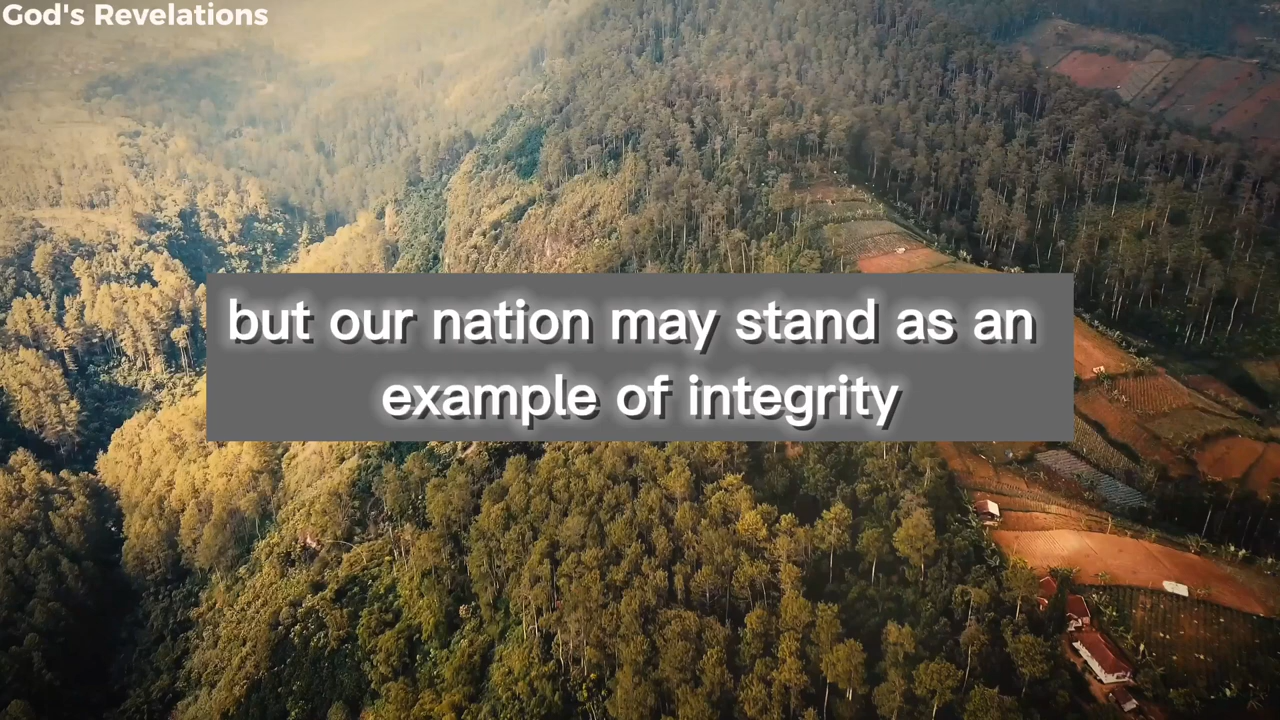 God's Revelations
but our nation may stand as an
example of integrity